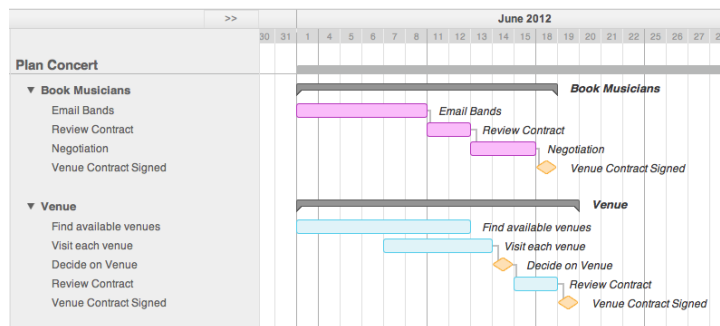 >>
June 2012
30 31 1 4 5 6 7 8 11 12 13 14 15 18 19 20 21 22 25 26 27
Plan Concert
▼ Book Musicians Book Musicians
Email Bands Email Bands
Review Contract Review Contract
Negotiation Negotiation
Venue Contract Signed Venue Contract Signed
▼ Venue Venue
Find available venues Find available venues
Visit each venue Visit each venue
Decide on Venue Decide on Venue
Review Contract Review Contract
Venue Contract Signed Venue Contract Signed